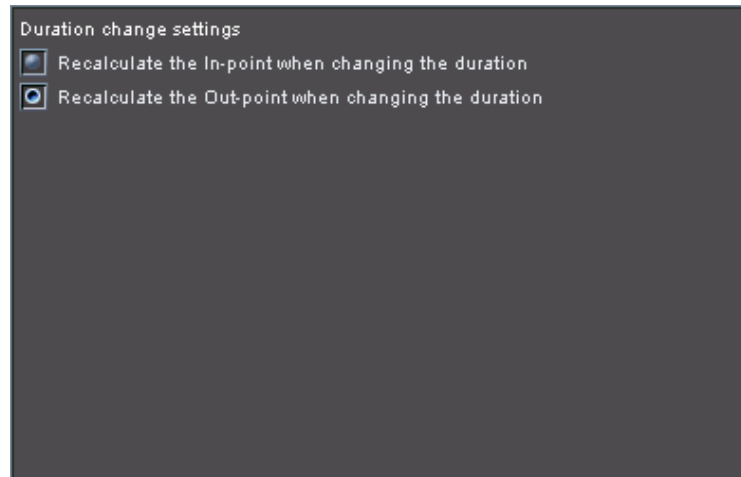 Duration change settings
Recalculate the In-point when changing the duration
Recalculate the Out-point when changing the duration